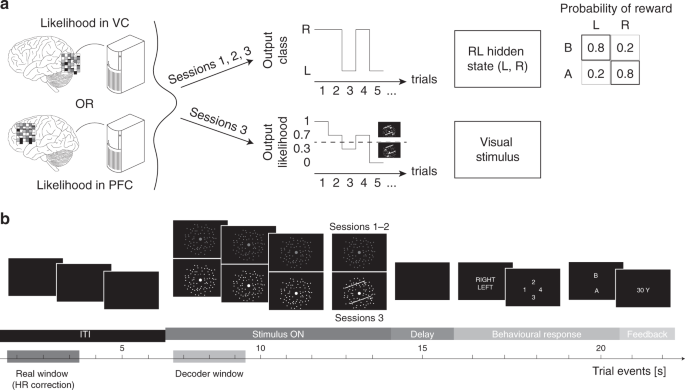 a
Likelihood in VC
OR
Likelihood in PFC
Sessions 1, 2, 3
Sessions 3
Output
class
R
L
trials
1 2 3 4 5 ...
Output
likelihood
1
0.7
0.3
0
trials
1 2 3 4 5 ...
RL hidden
state (L, R)
Visual
stimulus
Probability of reward
L R
B 0.8 0.2
A 0.2 0.8
b
Sessions 1–2
Sessions 3
RIGHT
LEFT
2
1 4
3
B
A
30 Y
ITI
Stimulus ON
Delay
Behavioural response
Feedback
5 10 15 20
Real window
(HR correction)
Decoder window
Trial events [s]